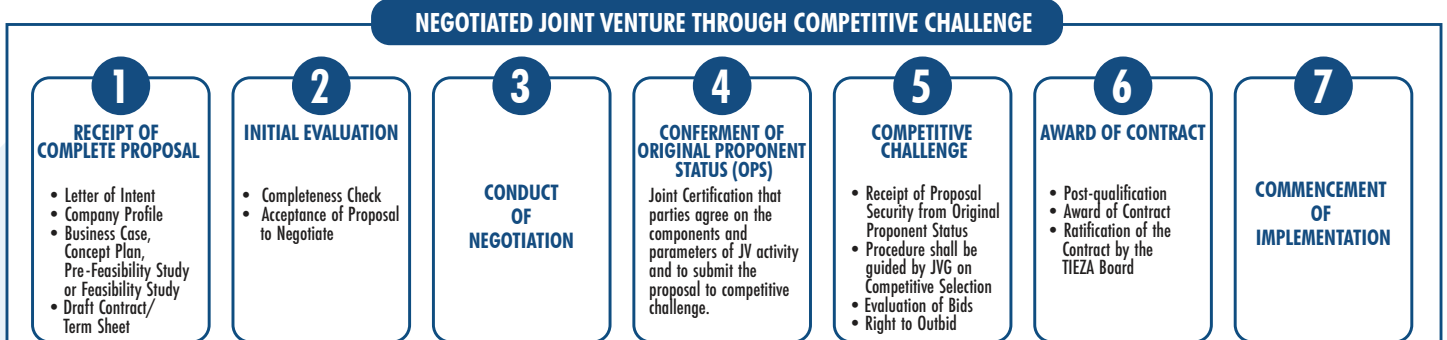 NEGOTIATED JOINT VENTURE THROUGH COMPETITIVE CHALLENGE
1
RECEIPT OF
COMPLETE PROPOSAL
• Letter of Intent
• Company Profile
• Business Case,
Concept Plan,
Pre-Feasibility Study
or Feasibility Study
• Draft Contract/
Term Sheet
2
INITIAL EVALUATION
• Completeness Check
• Acceptance of Proposal
to Negotiate
3
CONDUCT
OF
NEGOTIATION
4
CONFERMENT OF
ORIGINAL PROPONENT
STATUS (OPS)
Joint Certification that
parties agree on the
components and
parameters of JV activity
and to submit the
proposal to competitive
challenge.
5
COMPETITIVE
CHALLENGE
• Receipt of Proposal
Security from Original
Proponent Status
• Procedure shall be
guided by JVG on
Competitive Selection
• Evaluation of Bids
• Right to Outbid
6
AWARD OF CONTRACT
• Post-qualification
• Award of Contract
• Ratification of the
Contract by the
TIEZA Board
7
COMMENCEMENT
OF
IMPLEMENTATION